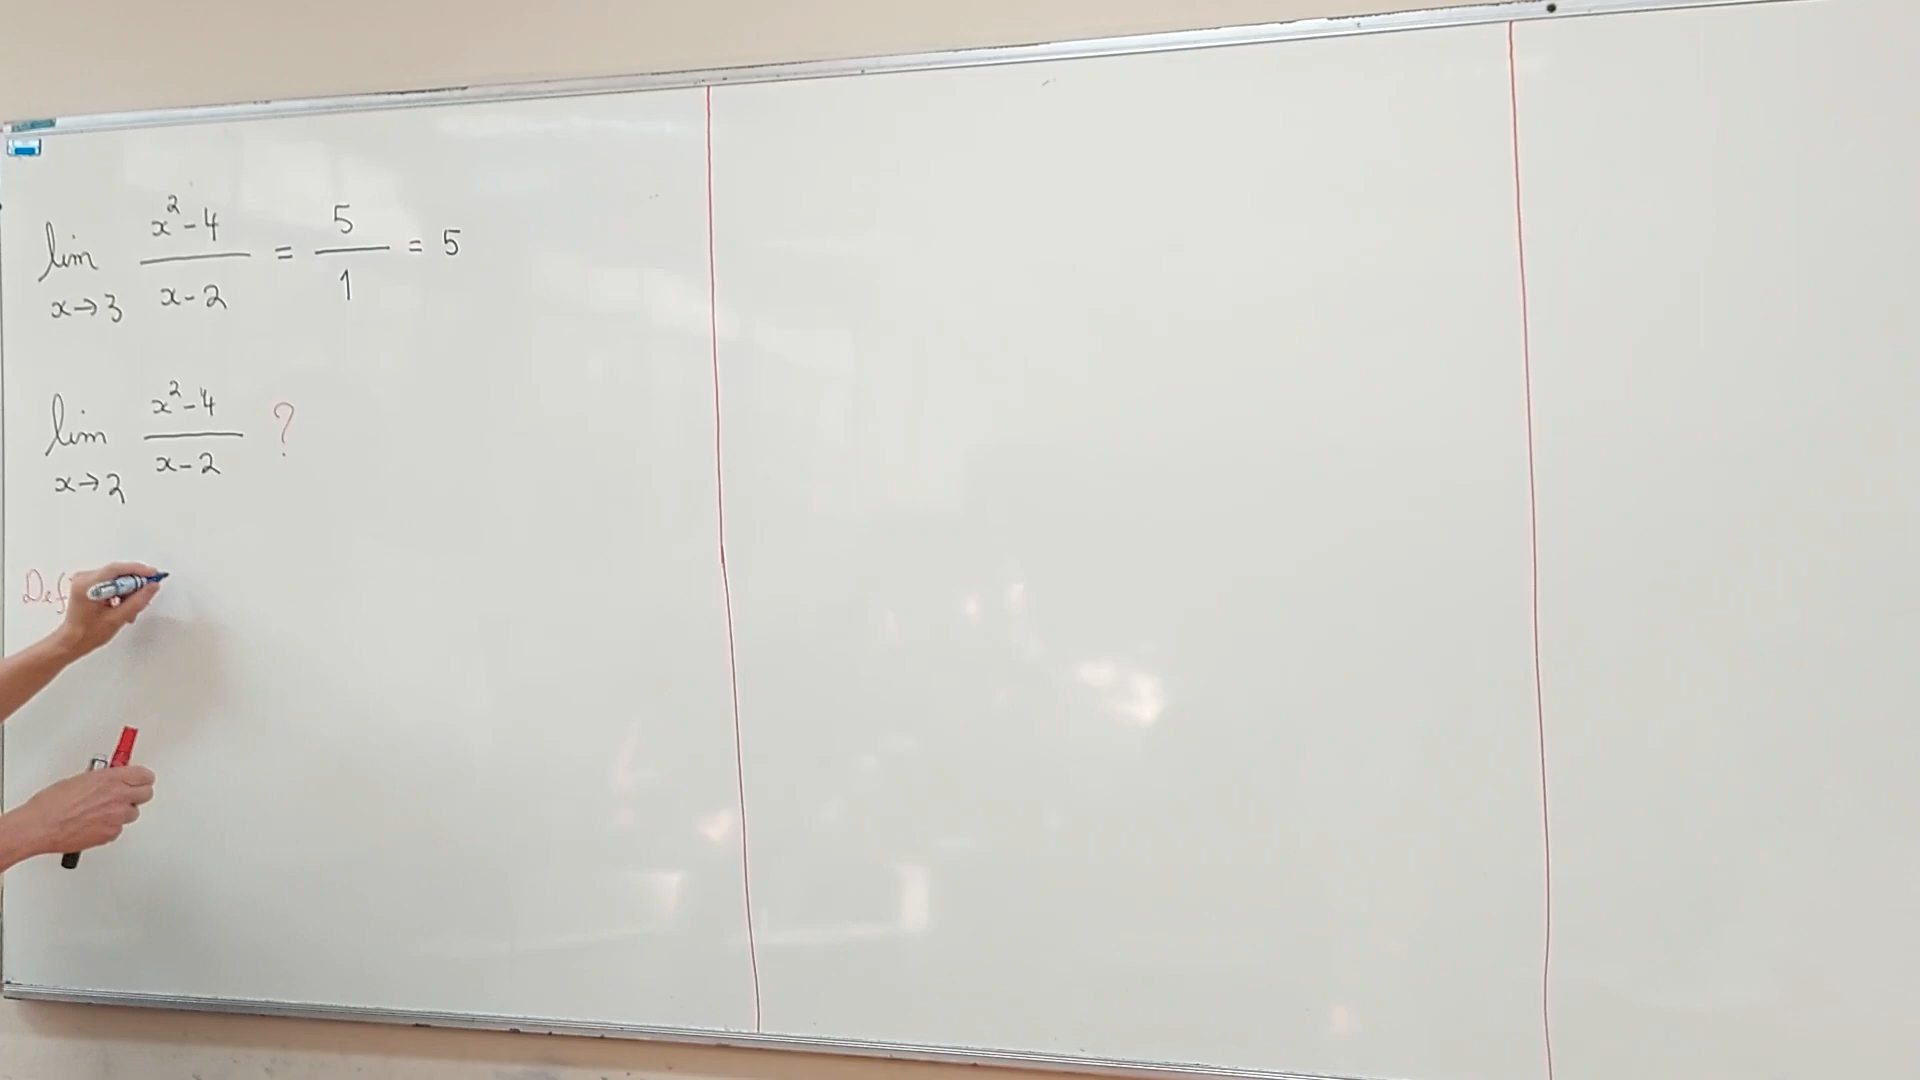 lim x→3 x²-4 / x-2 = 5 / 1 = 5
lim x→2 x²-4 / x-2 ?
Def